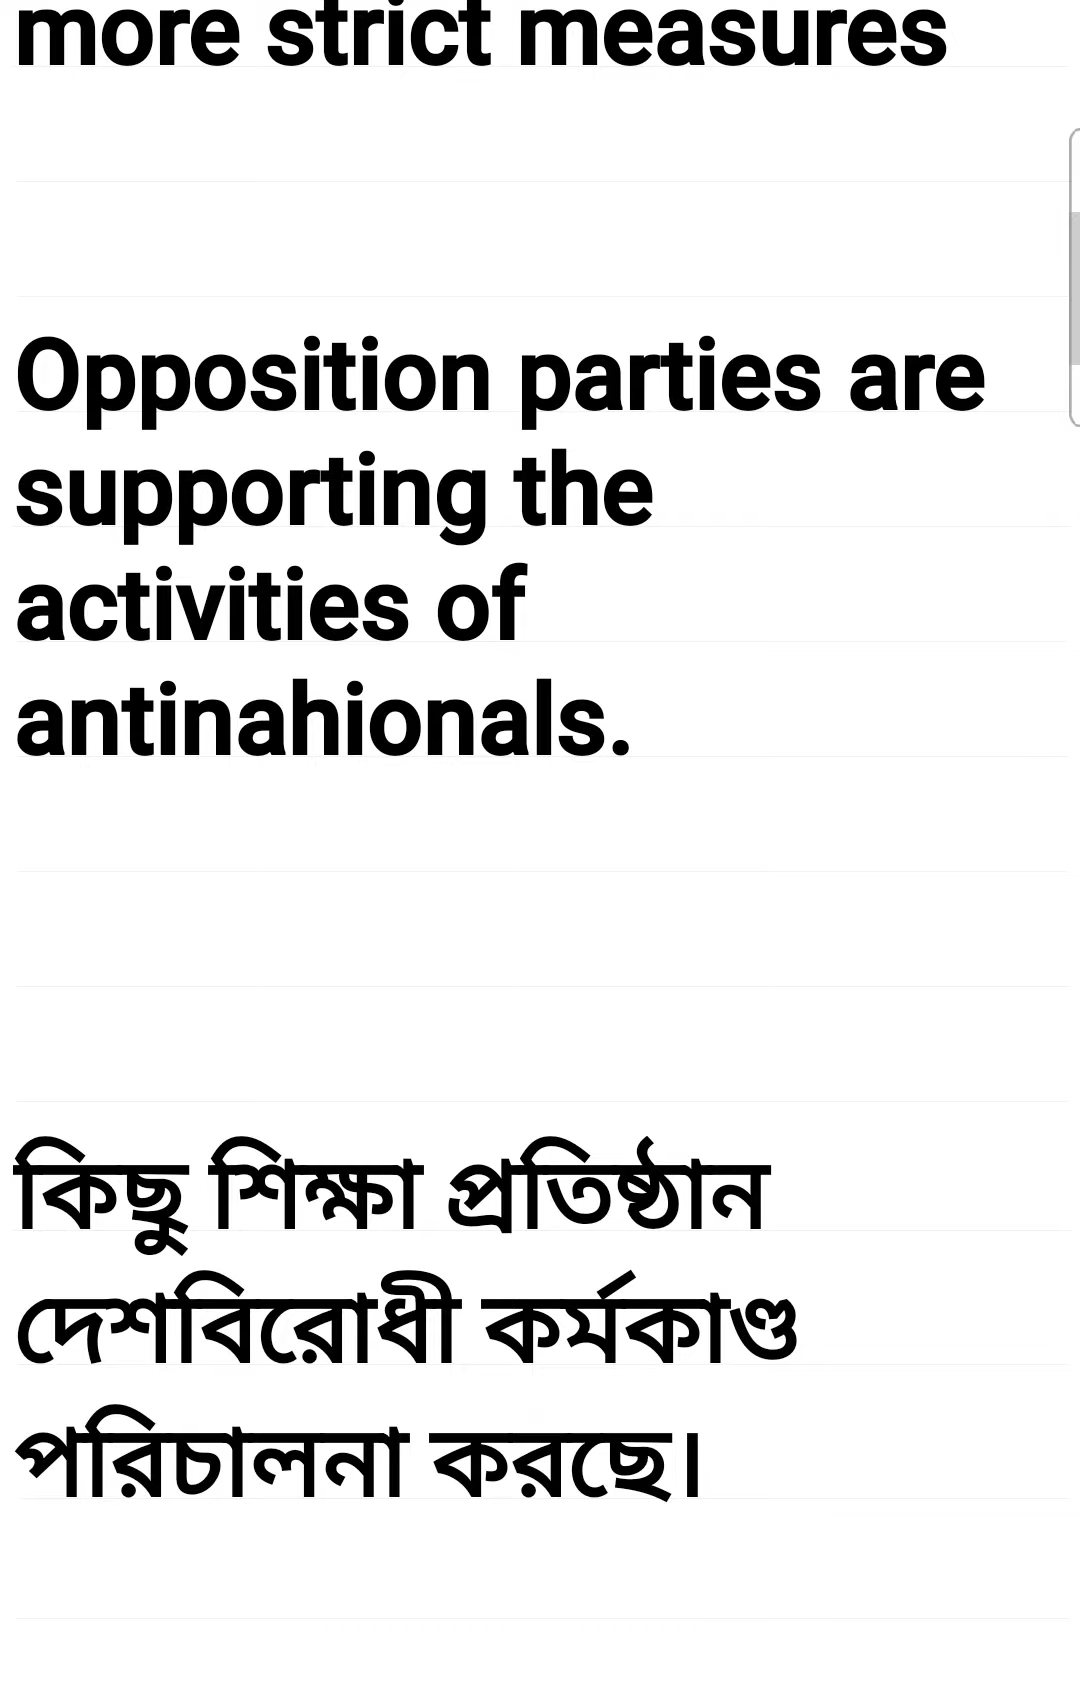 more strict measures
Opposition parties are
supporting the
activities of
antinahionals.
কিছু শিক্ষা প্রতিষ্ঠান
দেশবিরোধী কর্মকাণ্ড
পরিচালনা করছে।